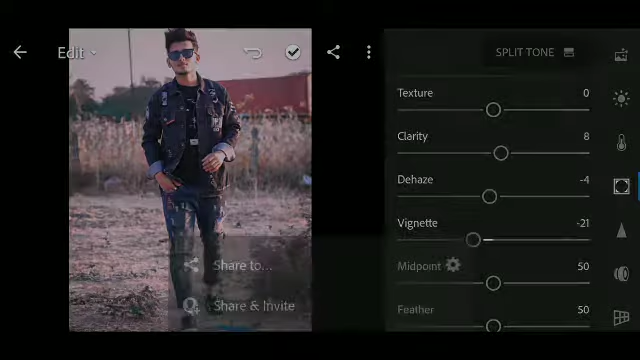 Edit
SPLIT TONE
Texture 0
Clarity 8
Dehaze -4
Vignette -21
Midpoint 50
Feather 50
Share to...
Share & Invite